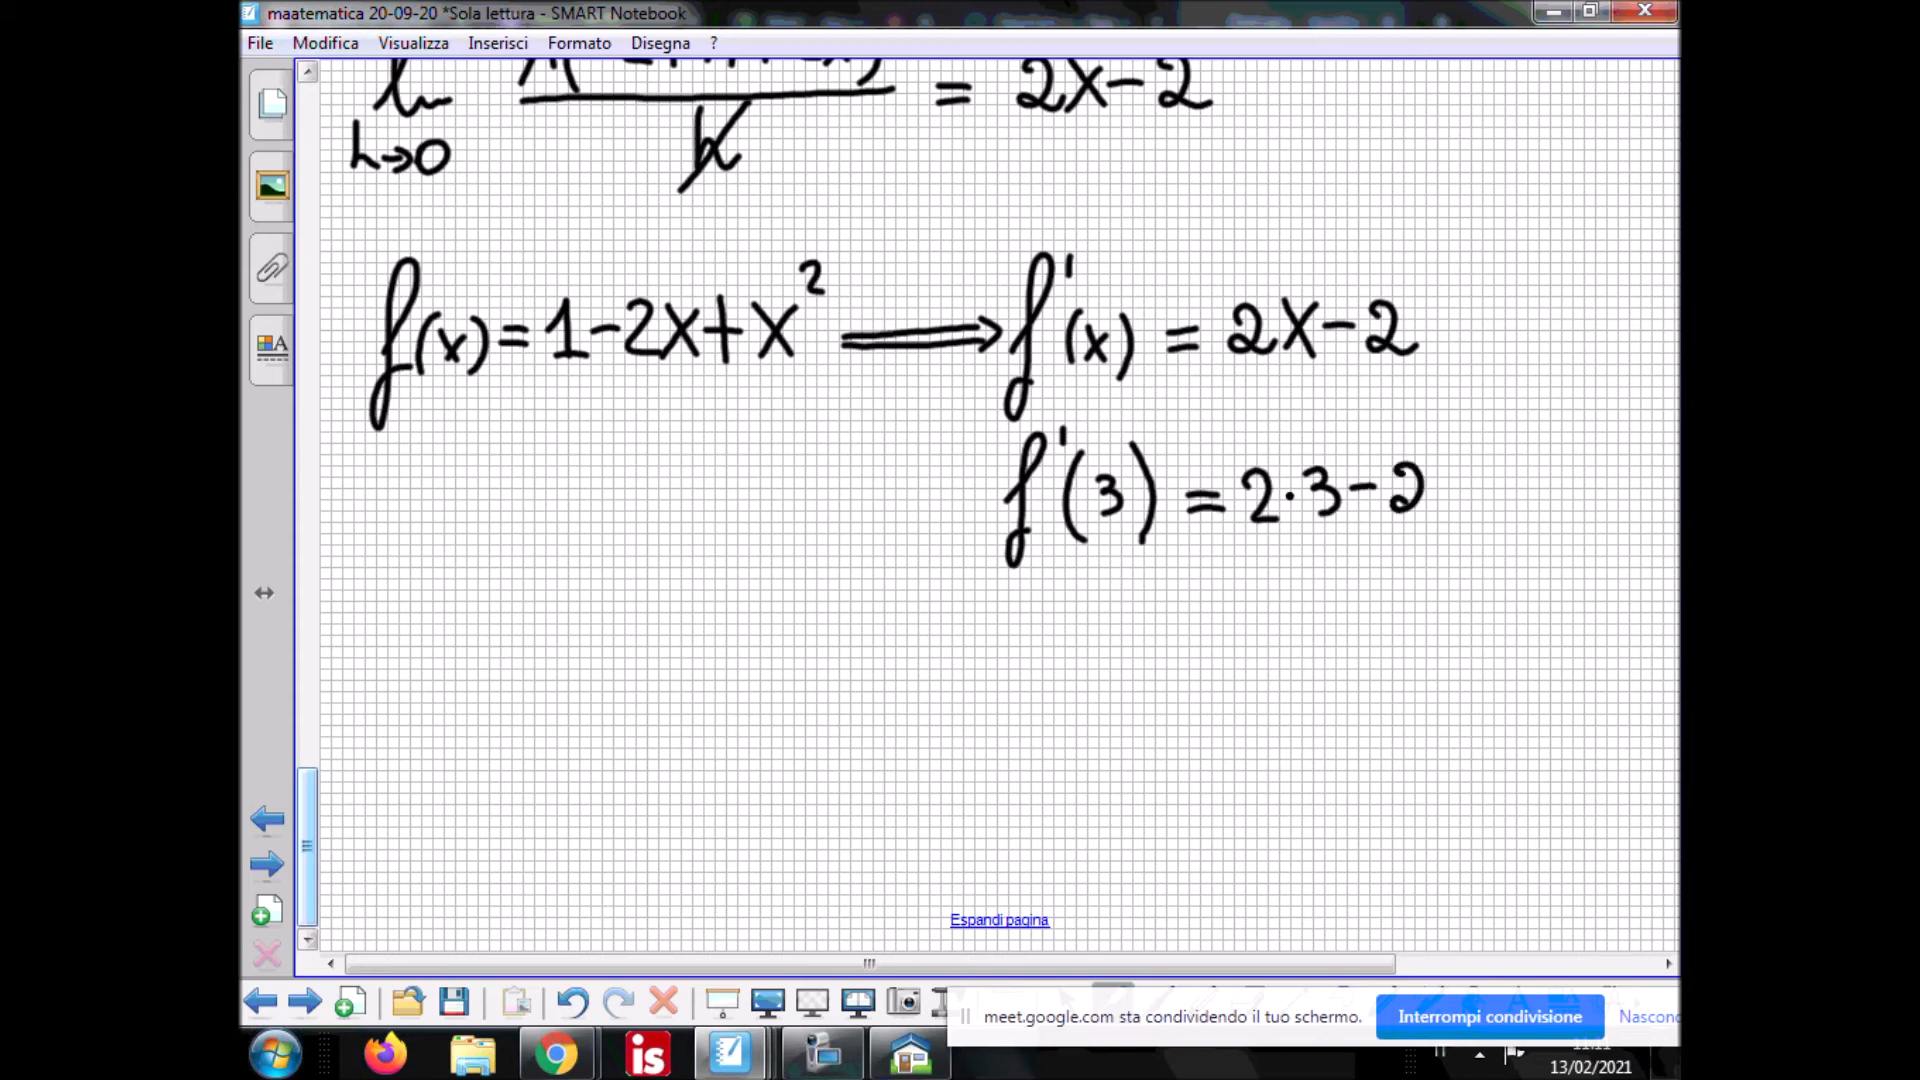 maatematica 20-09-20 *Sola lettura - SMART Notebook
File Modifica Visualizza Inserisci Formato Disegna ?
lim = 2x-2
h→0 h
f(x)=1-2x+x² ⟹ f'(x) = 2x-2
f'(3) = 2·3-2
Espandi pagina
meet.google.com sta condividendo il tuo schermo. Interrompi condivisione
13/02/2021